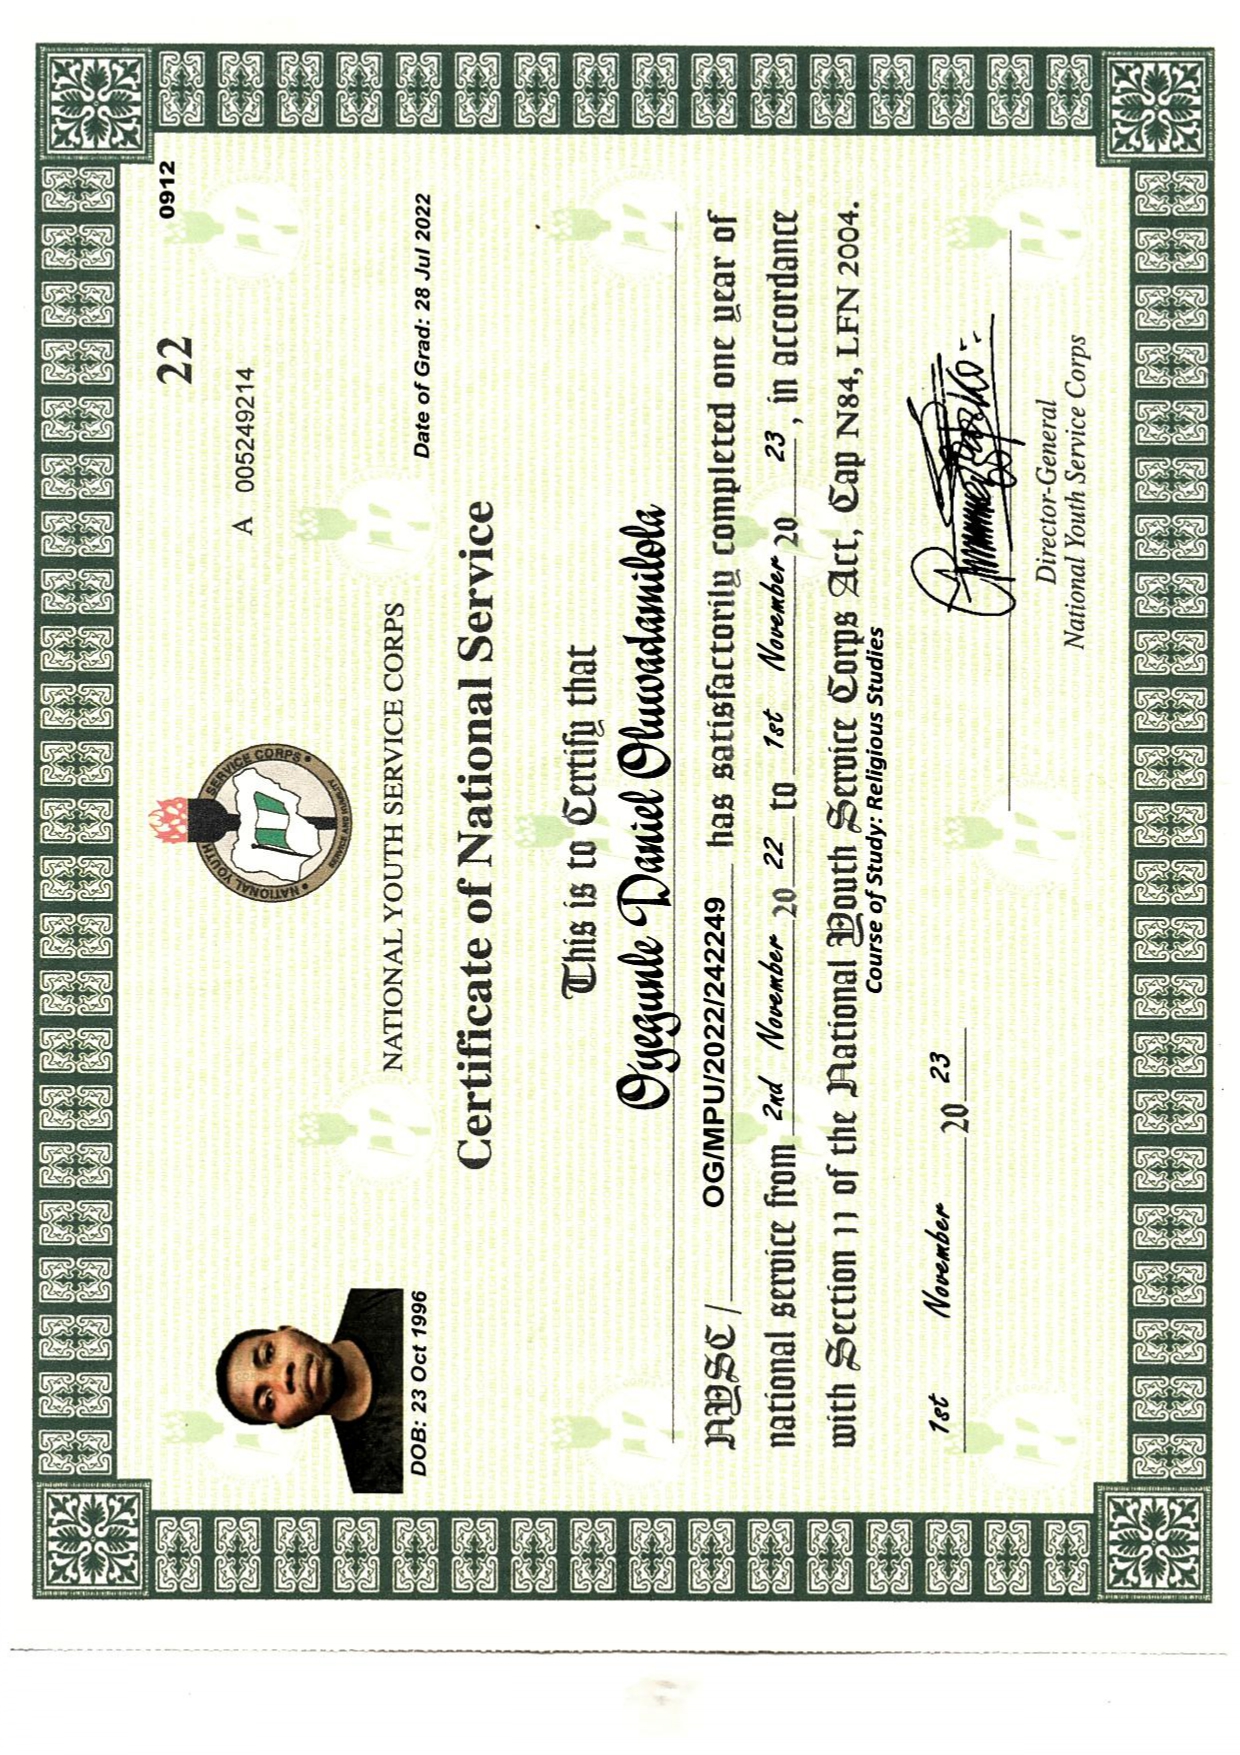 22
0912
A 005249214
NATIONAL YOUTH SERVICE CORPS
SERVICE AND HUMILITY
NATIONAL YOUTH SERVICE CORPS
DOB: 23 Oct 1996
Date of Grad: 28 Jul 2022
Certificate of National Service
This is to Certify that
Oyegunle Daniel Oluwadamilola
NYSC / OG/MPU/2022/242249 has satisfactorily completed one year of
national service from 2nd November 20 22 to 1st November 20 23, in accordance
with Section 11 of the National Youth Service Corps Act, Cap N84, LFN 2004.
Course of Study: Religious Studies
1st November 20 23
Director-General
National Youth Service Corps